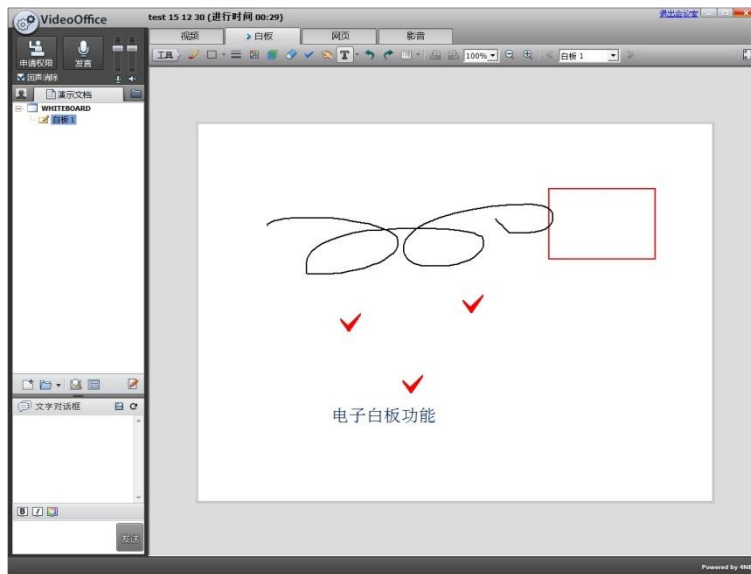 VideoOffice
test 15 12 30 (进行时间 00:29)
退出会议室
视频
白板
网页
影音
申请权限
发言
回声消除
工具
T
100%
白板 1
演示文档
WHITEBOARD
白板 1
文字对话框
发送
电子白板功能
Powered by 4NB